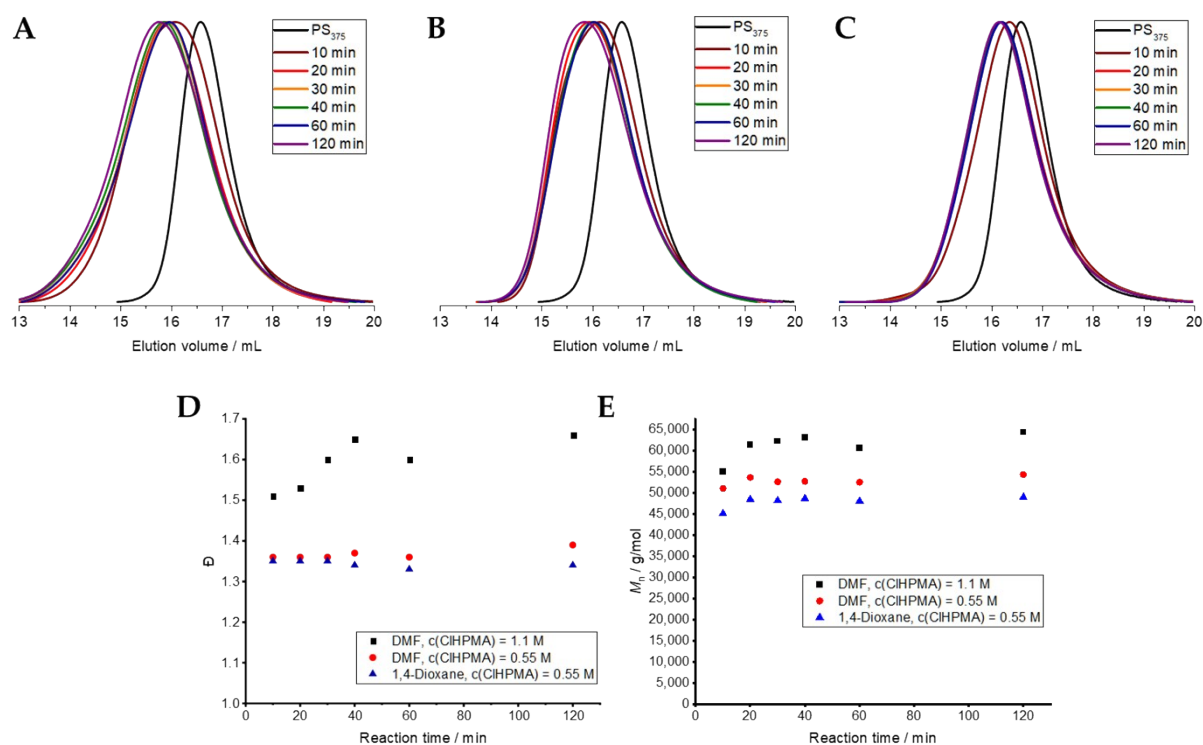 A
PS375
10 min
20 min
30 min
40 min
60 min
120 min
13 14 15 16 17 18 19 20
Elution volume / mL
B
PS375
10 min
20 min
30 min
40 min
60 min
120 min
13 14 15 16 17 18 19 20
Elution volume / mL
C
PS375
10 min
20 min
30 min
40 min
60 min
120 min
13 14 15 16 17 18 19 20
Elution volume / mL
D
Đ
1.7
1.6
1.5
1.4
1.3
1.2
1.1
1.0
DMF, c(ClHPMA) = 1.1 M
DMF, c(ClHPMA) = 0.55 M
1,4-Dioxane, c(ClHPMA) = 0.55 M
0 20 40 60 80 100 120
Reaction time / min
E
Mn / g/mol
65,000
60,000
55,000
50,000
45,000
40,000
35,000
30,000
25,000
20,000
15,000
10,000
5,000
0
DMF, c(ClHPMA) = 1.1 M
DMF, c(ClHPMA) = 0.55 M
1,4-Dioxane, c(ClHPMA) = 0.55 M
0 20 40 60 80 100 120
Reaction time / min